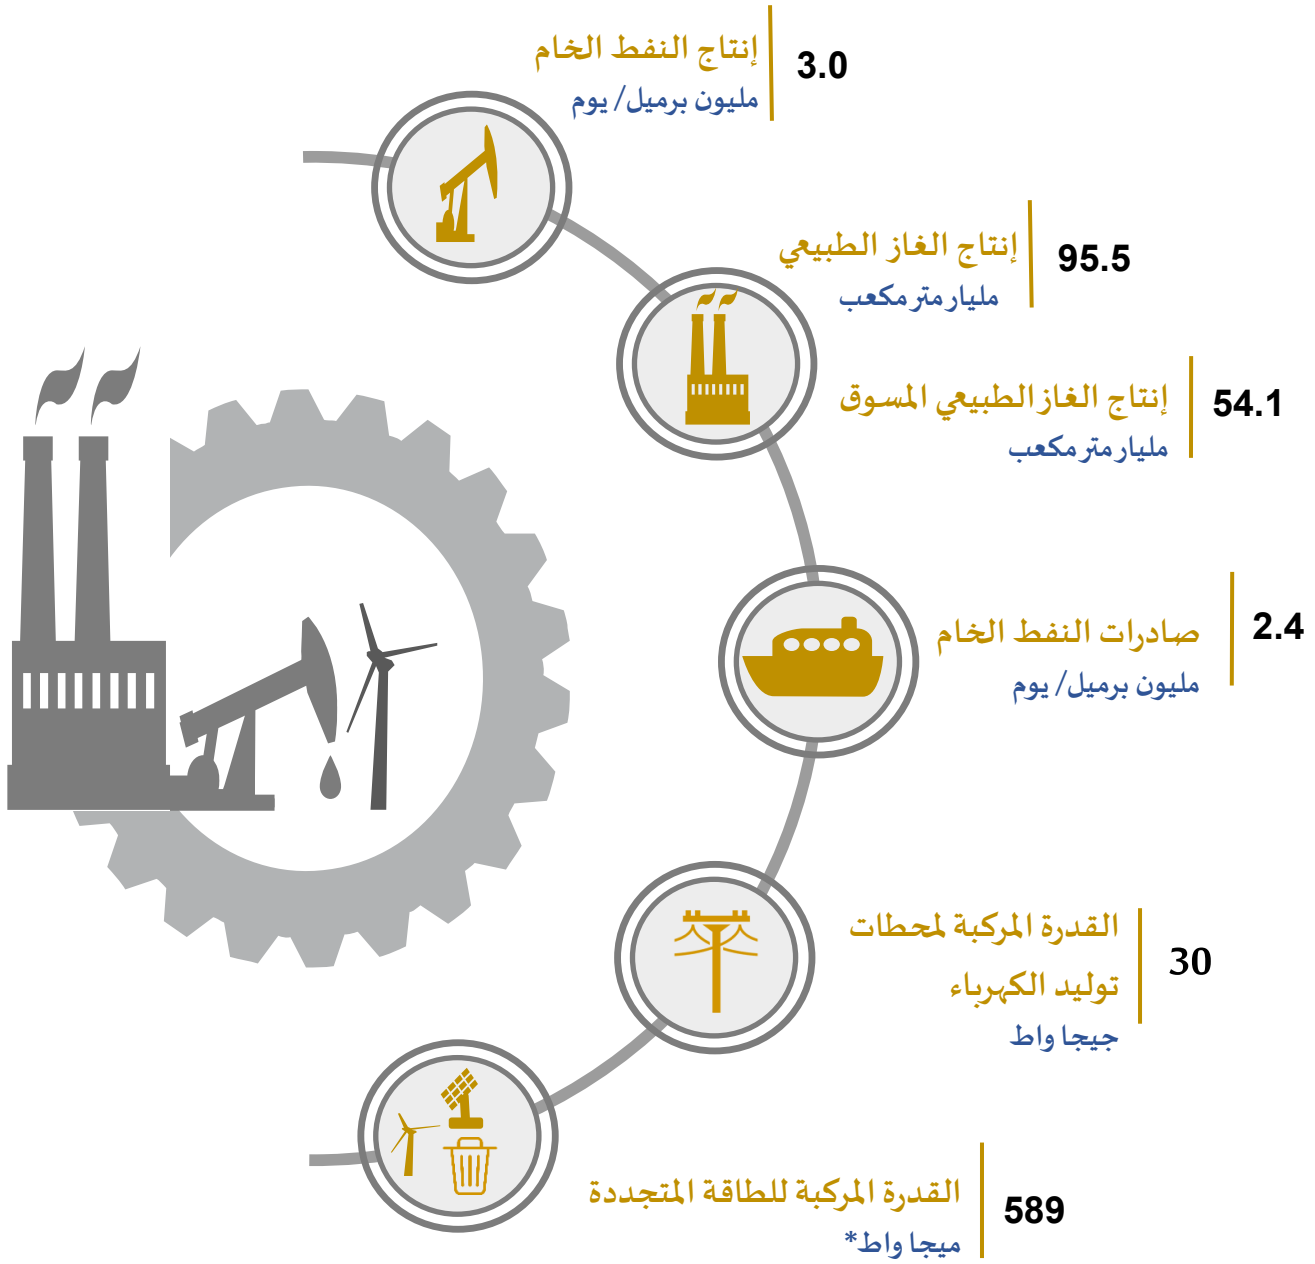 إنتاج النفط الخام
3.0
مليون برميل/ يوم
إنتاج الغاز الطبيعي
95.5
مليار متر مكعب
إنتاج الغاز الطبيعي المسوق
54.1
مليار متر مكعب
صادرات النفط الخام
2.4
مليون برميل/ يوم
القدرة المركبة لمحطات
توليد الكهرباء
30
جيجا واط
القدرة المركبة للطاقة المتجددة
589
ميجا واط*